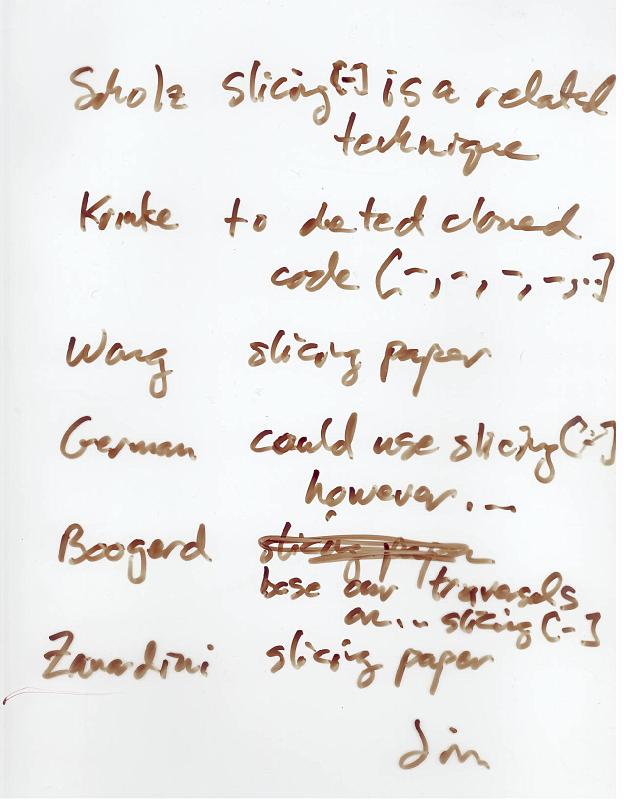 Scholz slicing [-] is a related
technique
Krinke to detect cloned
code [-, -, -, -, ..]
Wang slicing paper
German could use slicing [-]
however...
Boogerd slicing paper
base our traversals
on... slicing [-]
Zanardini slicing paper
Jim